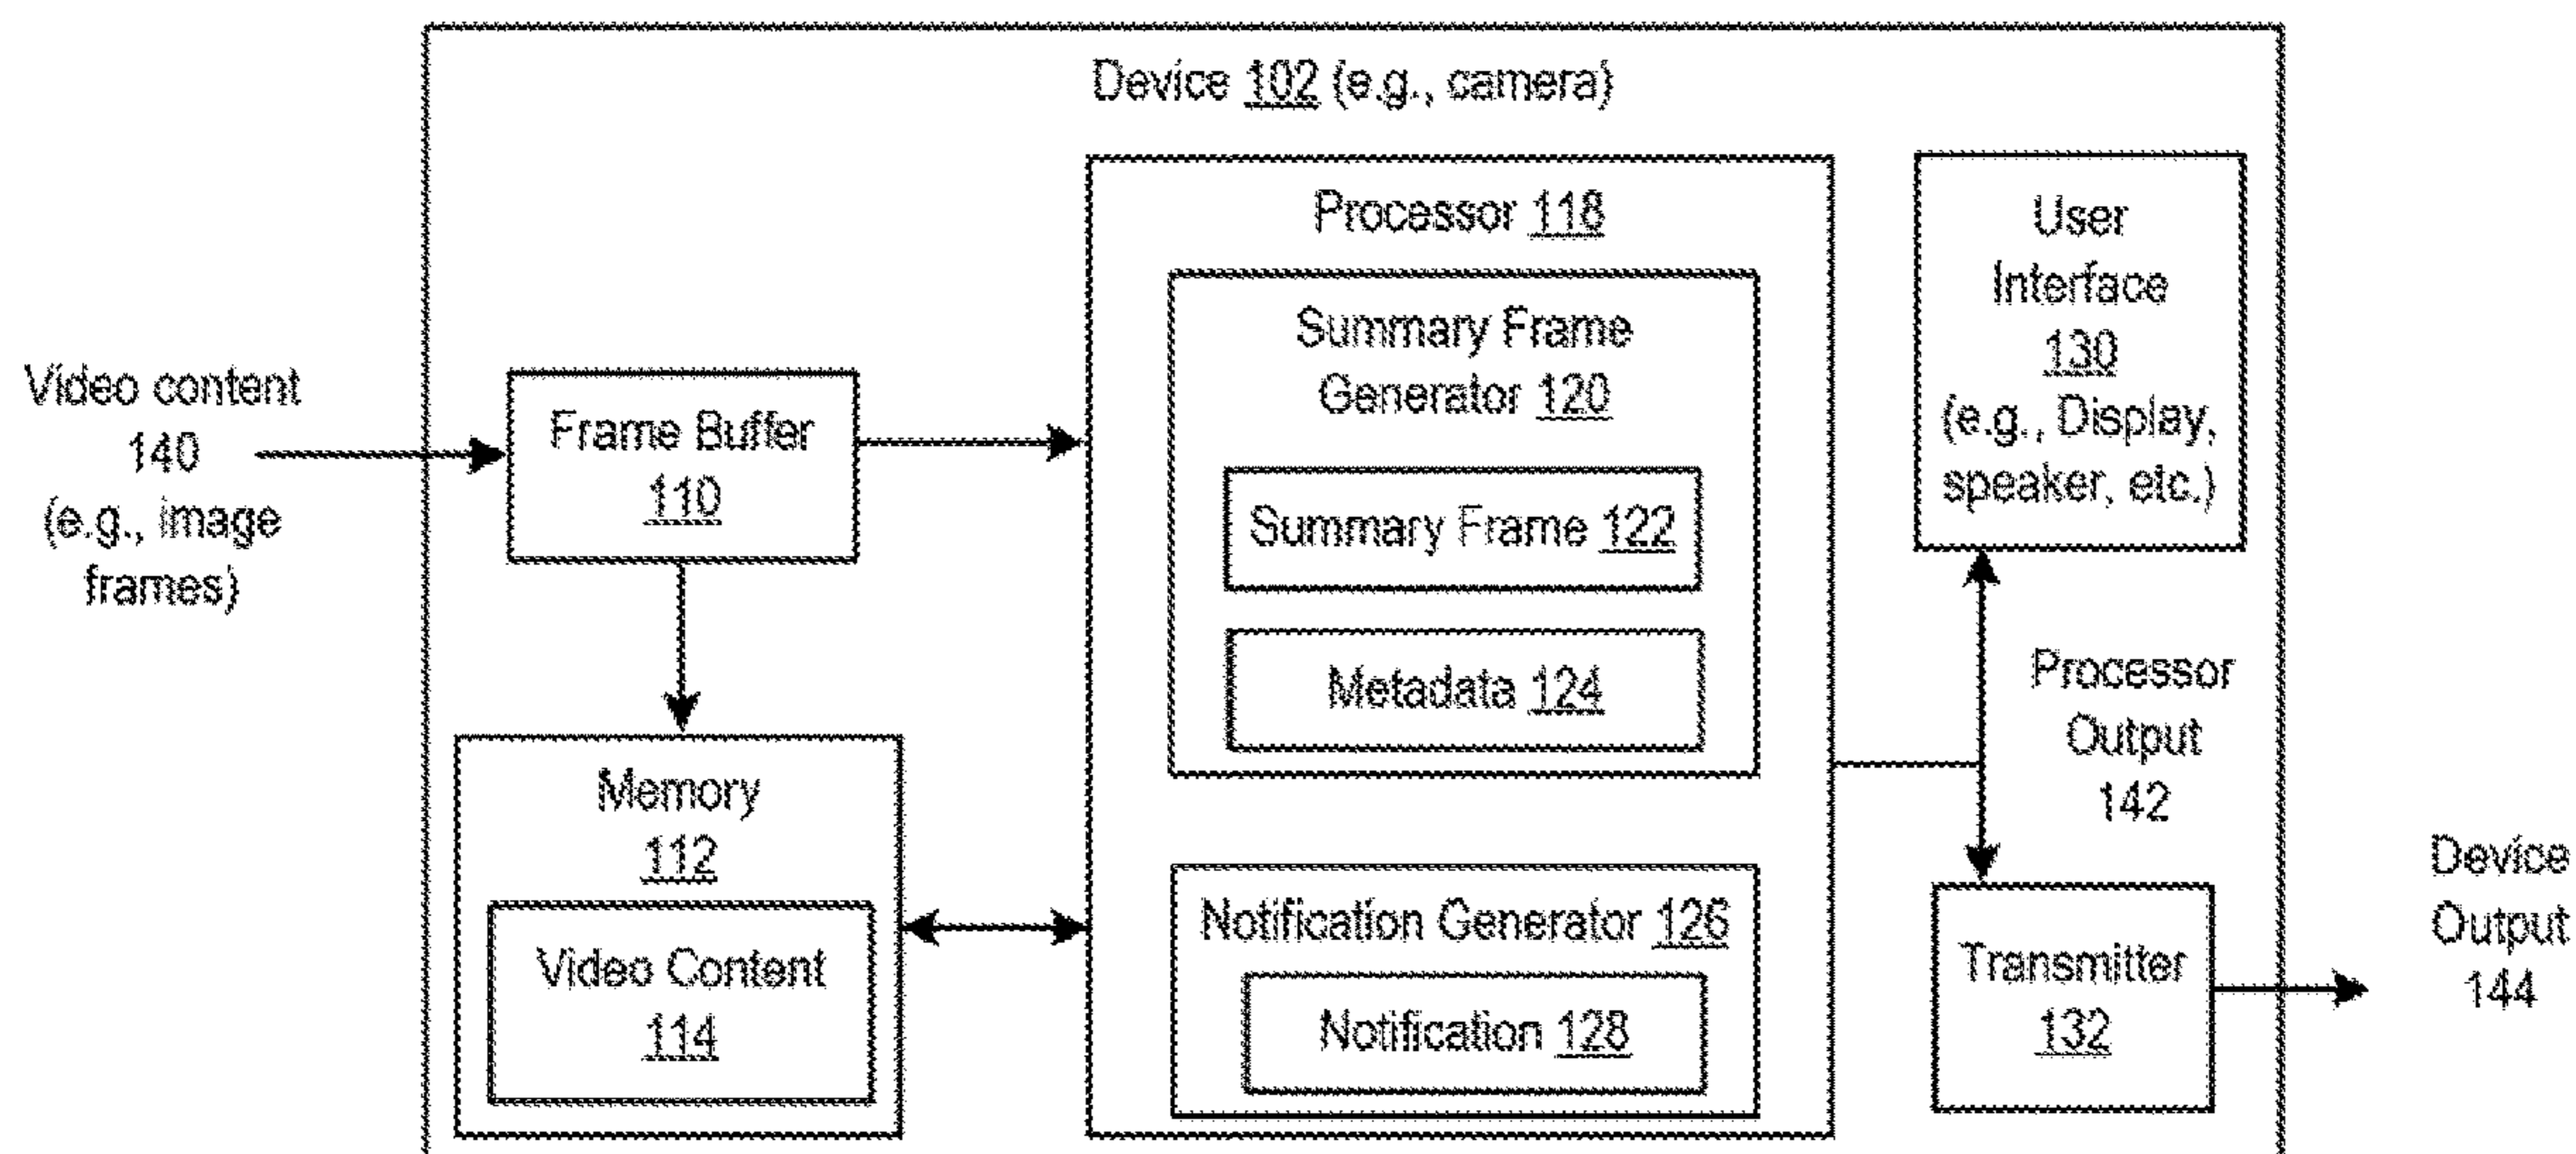 Device 102 (e.g., camera)
Video content
140
(e.g., image
frames)
Frame Buffer
110
Memory
112
Video Content
114
Processor 118
Summary Frame
Generator 120
Summary Frame 122
Metadata 124
Notification Generator 126
Notification 128
User
Interface
130
(e.g., Display,
speaker, etc.)
Processor
Output
142
Transmitter
132
Device
Output
144